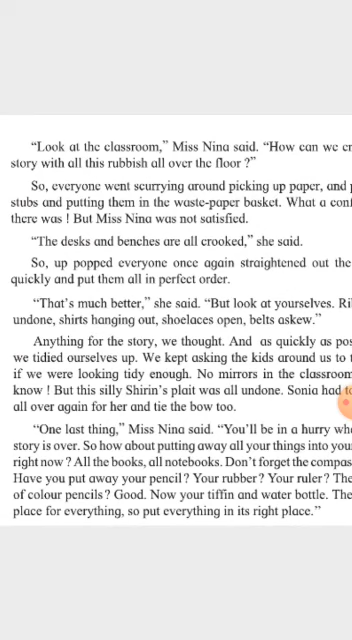 “Look at the classroom,” Miss Nina said. “How can we cr
story with all this rubbish all over the floor ?”
So, everyone went scurrying around picking up paper, and p
stubs and putting them in the waste-paper basket. What a conf
there was ! But Miss Nina was not satisfied.
“The desks and benches are all crooked,” she said.
So, up popped everyone once again straightened out the
quickly and put them all in perfect order.
“That’s much better,” she said. “But look at yourselves. Ri
undone, shirts hanging out, shoelaces open, belts askew.”
Anything for the story, we thought. And as quickly as pos
we tidied ourselves up. We kept asking the kids around us to t
if we were looking tidy enough. No mirrors in the classroom
know ! But this silly Shirin’s plait was all undone. Sonia had to
all over again for her and tie the bow too.
“One last thing,” Miss Nina said. “You’ll be in a hurry whe
story is over. So how about putting away all your things into your
right now ? All the books, all notebooks. Don’t forget the compas
Have you put away your pencil ? Your rubber ? Your ruler ? The
of colour pencils ? Good. Now your tiffin and water bottle. The
place for everything, so put everything in its right place.”